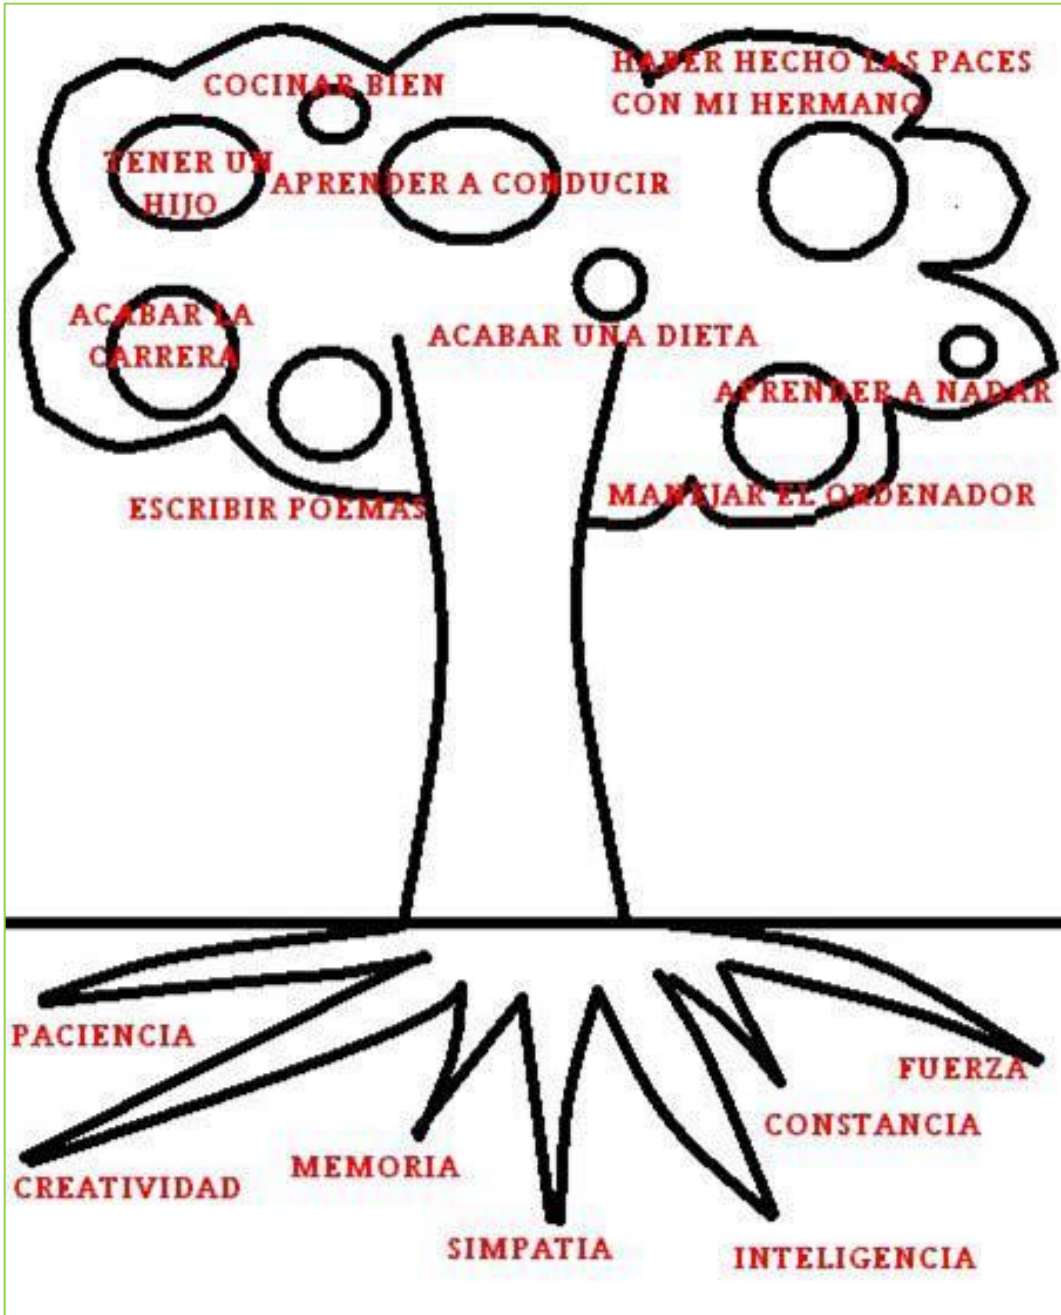 COCINAR BIEN
HABER HECHO LAS PACES
CON MI HERMANO
TENER UN
HIJO
APRENDER A CONDUCIR
ACABAR LA
CARRERA
ACABAR UNA DIETA
APRENDER A NADAR
ESCRIBIR POEMAS
MANEJAR EL ORDENADOR
PACIENCIA
FUERZA
CONSTANCIA
MEMORIA
CREATIVIDAD
SIMPATIA
INTELIGENCIA